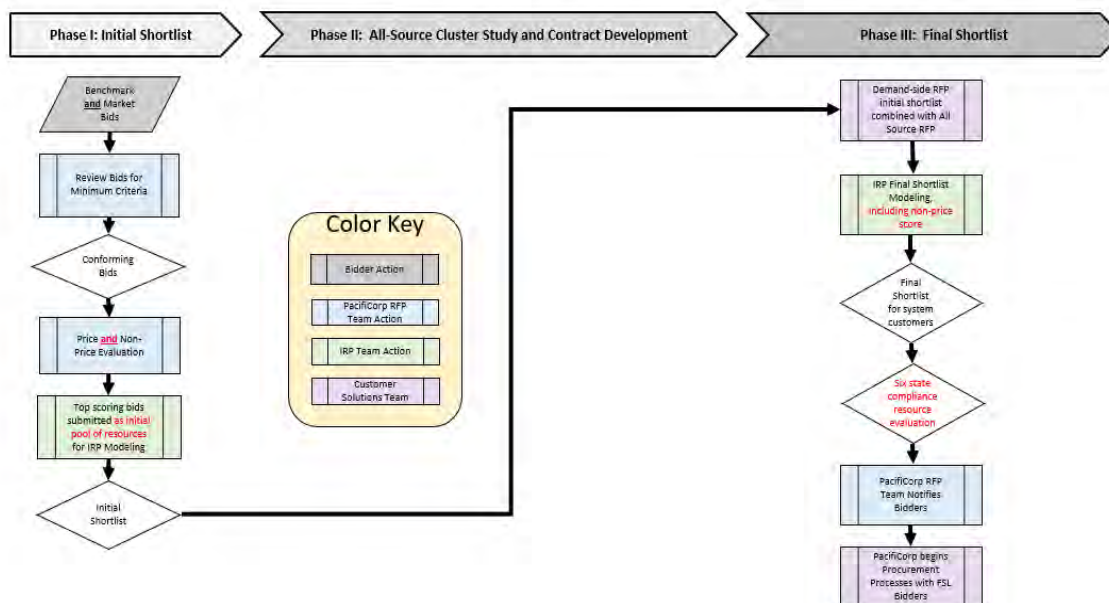 Phase I: Initial Shortlist
Phase II: All-Source Cluster Study and Contract Development
Phase III: Final Shortlist
Benchmark
and Market
Bids
Review Bids for
Minimum Criteria
Conforming
Bids
Price and Non-
Price Evaluation
Top scoring bids
submitted as initial
pool of resources
for IRP Modeling
Initial
Shortlist
Color Key
Bidder Action
PacifiCorp RFP
Team Action
IRP Team Action
Customer
Solutions Team
Demand-side RFP
initial shortlist
combined with All
Source RFP
IRP Final Shortlist
Modeling,
including non-price
store
Final
Shortlist
for system
customers
Six state
compliance
resource
evaluation
PacifiCorp RFP
Team Notifies
Bidders
PacifiCorp begins
Procurement
Processes with FSL
Bidders